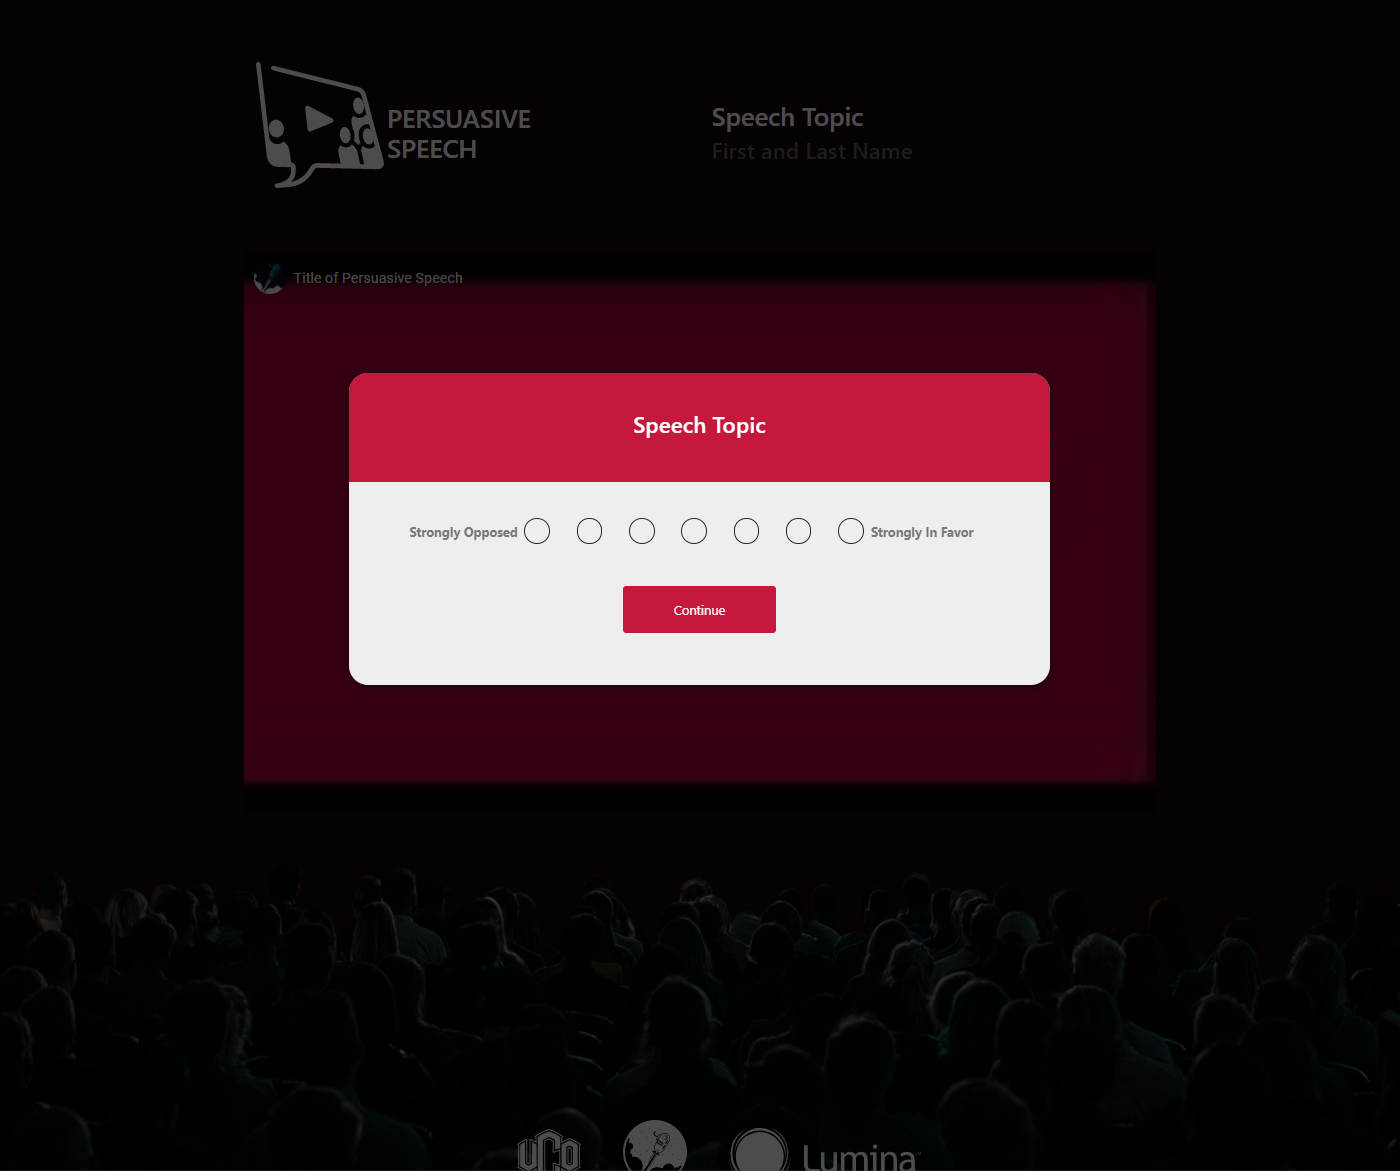 PERSUASIVE
SPEECH
Speech Topic
First and Last Name
Title of Persuasive Speech
Speech Topic
Strongly Opposed
Strongly In Favor
Continue
UCO
Lumina™